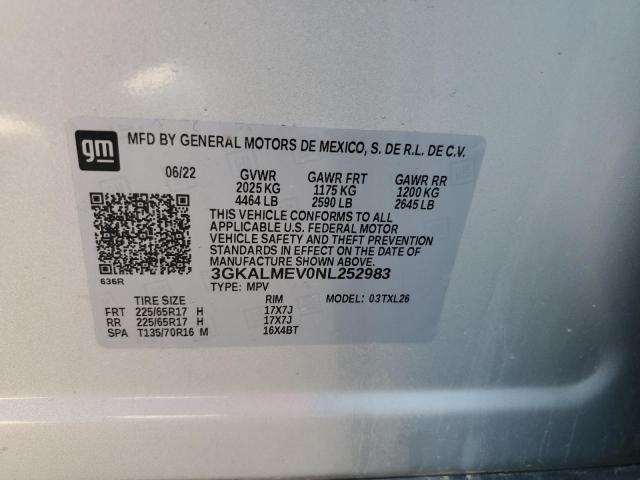 gm
MFD BY GENERAL MOTORS DE MEXICO, S. DE R.L. DE C.V.
06/22 GVWR GAWR FRT GAWR RR
2025 KG 1175 KG 1200 KG
4464 LB 2590 LB 2645 LB
THIS VEHICLE CONFORMS TO ALL
APPLICABLE U.S. FEDERAL MOTOR
VEHICLE SAFETY AND THEFT PREVENTION
STANDARDS IN EFFECT ON THE DATE OF
MANUFACTURE SHOWN ABOVE.
3GKALMEV0NL252983
636R
TYPE: MPV
TIRE SIZE RIM MODEL: 03TXL26
FRT 225/65R17 H 17X7J
RR 225/65R17 H 17X7J
SPA T135/70R16 M 16X4BT